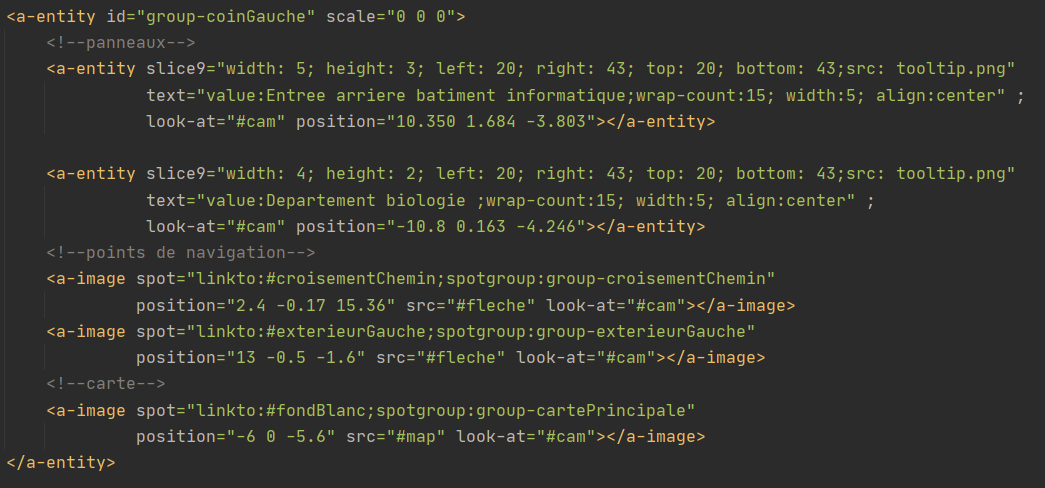 <a-entity id="group-coinGauche" scale="0 0 0">
<!--panneaux-->
<a-entity slice9="width: 5; height: 3; left: 20; right: 43; top: 20; bottom: 43;src: tooltip.png"
text="value:Entree arriere batiment informatique;wrap-count:15; width:5; align:center" ;
look-at="#cam" position="10.350 1.684 -3.803"></a-entity>
<a-entity slice9="width: 4; height: 2; left: 20; right: 43; top: 20; bottom: 43;src: tooltip.png"
text="value:Departement biologie ;wrap-count:15; width:5; align:center" ;
look-at="#cam" position="-10.8 0.163 -4.246"></a-entity>
<!--points de navigation-->
<a-image spot="linkto:#croisementChemin;spotgroup:group-croisementChemin"
position="2.4 -0.17 15.36" src="#fleche" look-at="#cam"></a-image>
<a-image spot="linkto:#exterieurGauche;spotgroup:group-exterieurGauche"
position="13 -0.5 -1.6" src="#fleche" look-at="#cam"></a-image>
<!--carte-->
<a-image spot="linkto:#fondBlanc;spotgroup:group-cartePrincipale"
position="-6 0 -5.6" src="#map" look-at="#cam"></a-image>
</a-entity>